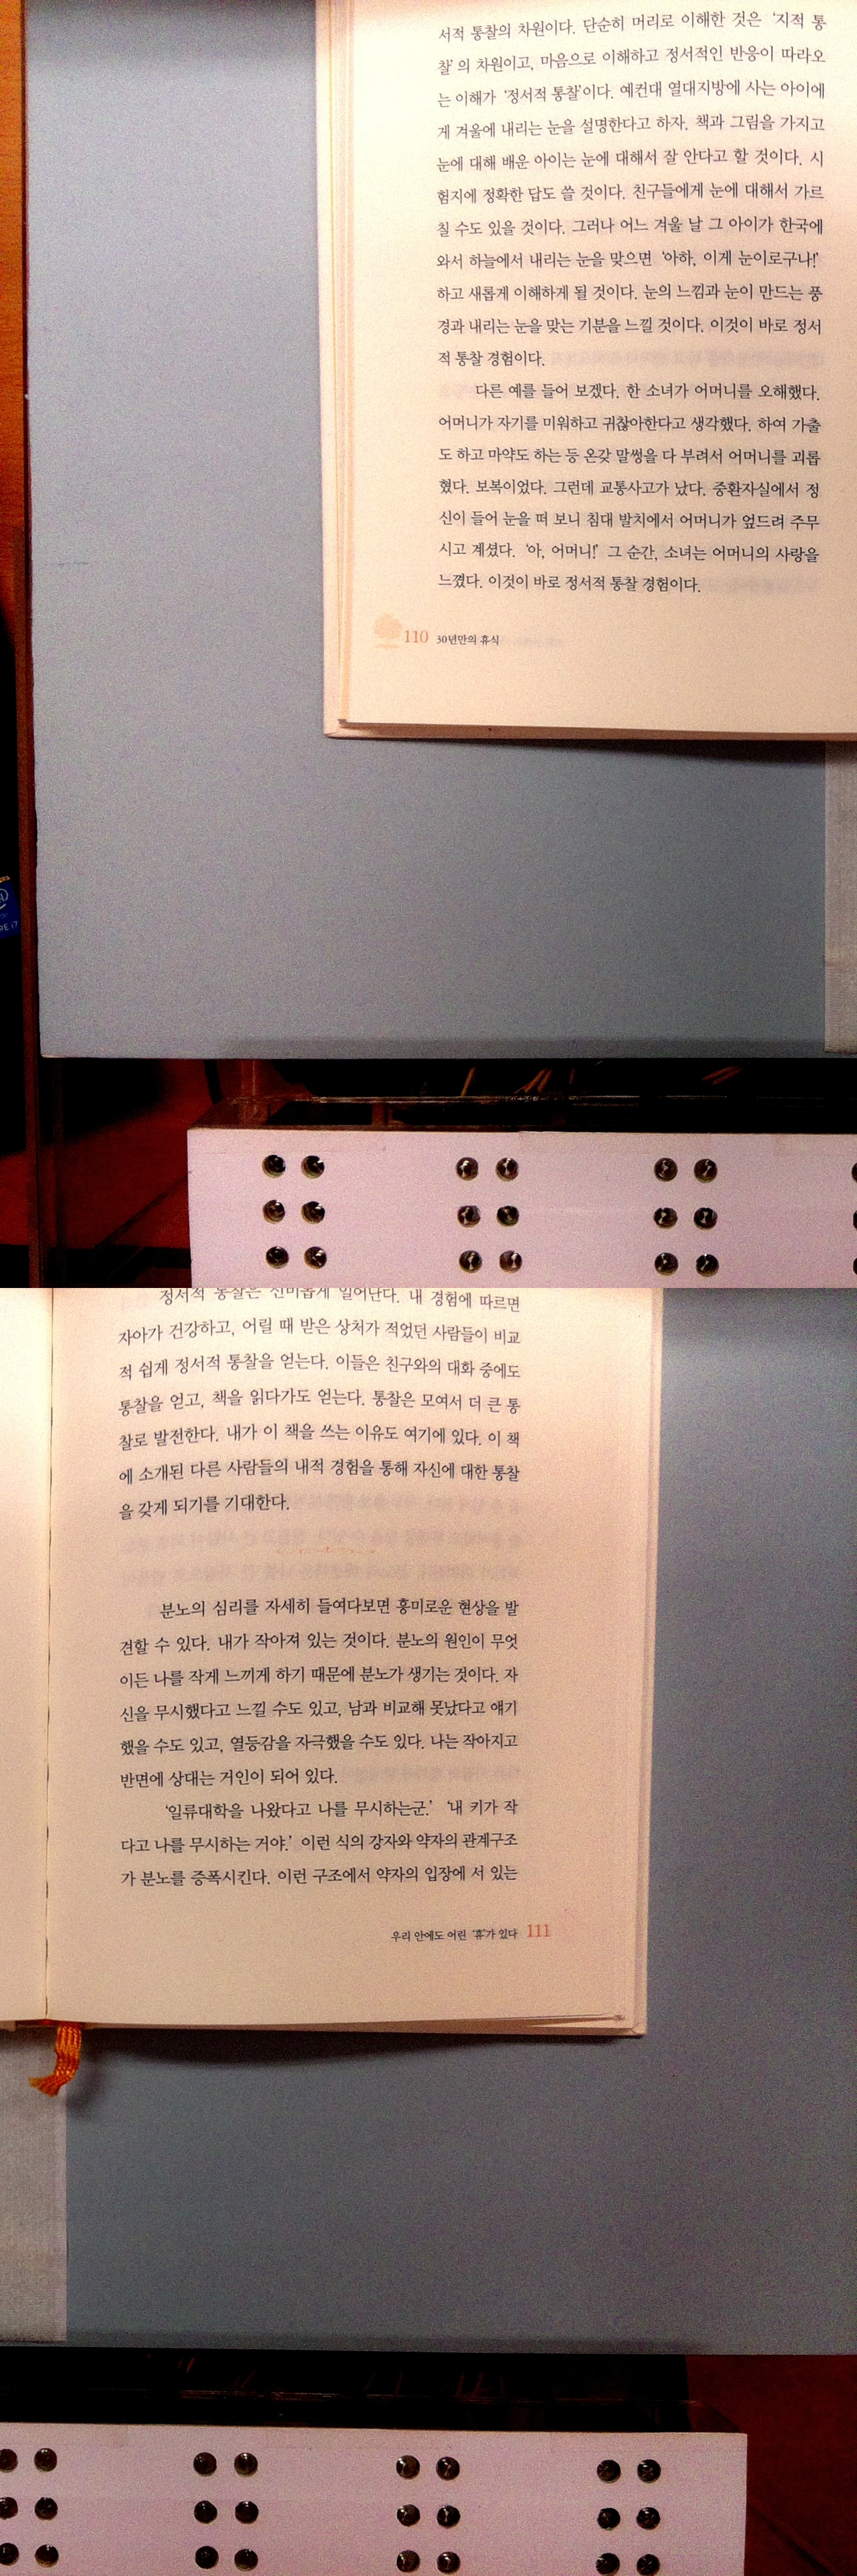 서적 통찰의 차원이다. 단순히 머리로 이해한 것은 ‘지적 통
찰’의 차원이고, 마음으로 이해하고 정서적인 반응이 따라오
는 이해가 ‘정서적 통찰’이다. 예컨대 열대지방에 사는 아이에
게 겨울에 내리는 눈을 설명한다고 하자. 책과 그림을 가지고
눈에 대해 배운 아이는 눈에 대해서 잘 안다고 할 것이다. 시
험지에 정확한 답도 쓸 것이다. 친구들에게 눈에 대해서 가르
칠 수도 있을 것이다. 그러나 어느 겨울 날 그 아이가 한국에
와서 하늘에서 내리는 눈을 맞으면 ‘아하, 이게 눈이로구나!’
하고 새롭게 이해하게 될 것이다. 눈의 느낌과 눈이 만드는 풍
경과 내리는 눈을 맞는 기분을 느낄 것이다. 이것이 바로 정서
적 통찰 경험이다.
다른 예를 들어 보겠다. 한 소녀가 어머니를 오해했다.
어머니가 자기를 미워하고 귀찮아한다고 생각했다. 하여 가출
도 하고 마약도 하는 등 온갖 말썽을 다 부려서 어머니를 괴롭
혔다. 보복이었다. 그런데 교통사고가 났다. 중환자실에서 정
신이 들어 눈을 떠 보니 침대 발치에서 어머니가 엎드려 주무
시고 계셨다. ‘아, 어머니!’ 그 순간, 소녀는 어머니의 사랑을
느꼈다. 이것이 바로 정서적 통찰 경험이다.
110 30년만의 휴식
정서적 통찰은 신비롭게 일어난다. 내 경험에 따르면
자아가 건강하고, 어릴 때 받은 상처가 적었던 사람들이 비교
적 쉽게 정서적 통찰을 얻는다. 이들은 친구와의 대화 중에도
통찰을 얻고, 책을 읽다가도 얻는다. 통찰은 모여서 더 큰 통
찰로 발전한다. 내가 이 책을 쓰는 이유도 여기에 있다. 이 책
에 소개된 다른 사람들의 내적 경험을 통해 자신에 대한 통찰
을 갖게 되기를 기대한다.
분노의 심리를 자세히 들여다보면 흥미로운 현상을 발
견할 수 있다. 내가 작아져 있는 것이다. 분노의 원인이 무엇
이든 나를 작게 느끼게 하기 때문에 분노가 생기는 것이다. 자
신을 무시했다고 느낄 수도 있고, 남과 비교해 못났다고 얘기
했을 수도 있고, 열등감을 자극했을 수도 있다. 나는 작아지고
반면에 상대는 거인이 되어 있다.
‘일류대학을 나왔다고 나를 무시하는군.’ ‘내 키가 작
다고 나를 무시하는 거야.’ 이런 식의 강자와 약자의 관계구조
가 분노를 증폭시킨다. 이런 구조에서 약자의 입장에 서 있는
우리 안에도 어린 ‘휴’가 있다 111